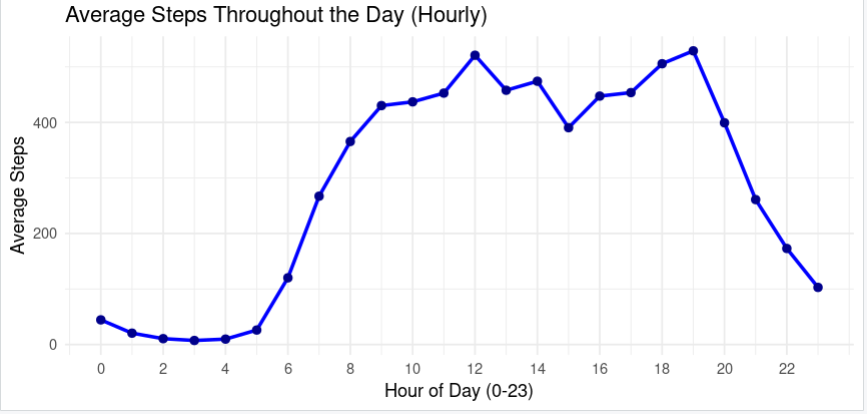 Average Steps Throughout the Day (Hourly)
400
200
0
Average Steps
0 2 4 6 8 10 12 14 16 18 20 22
Hour of Day (0-23)